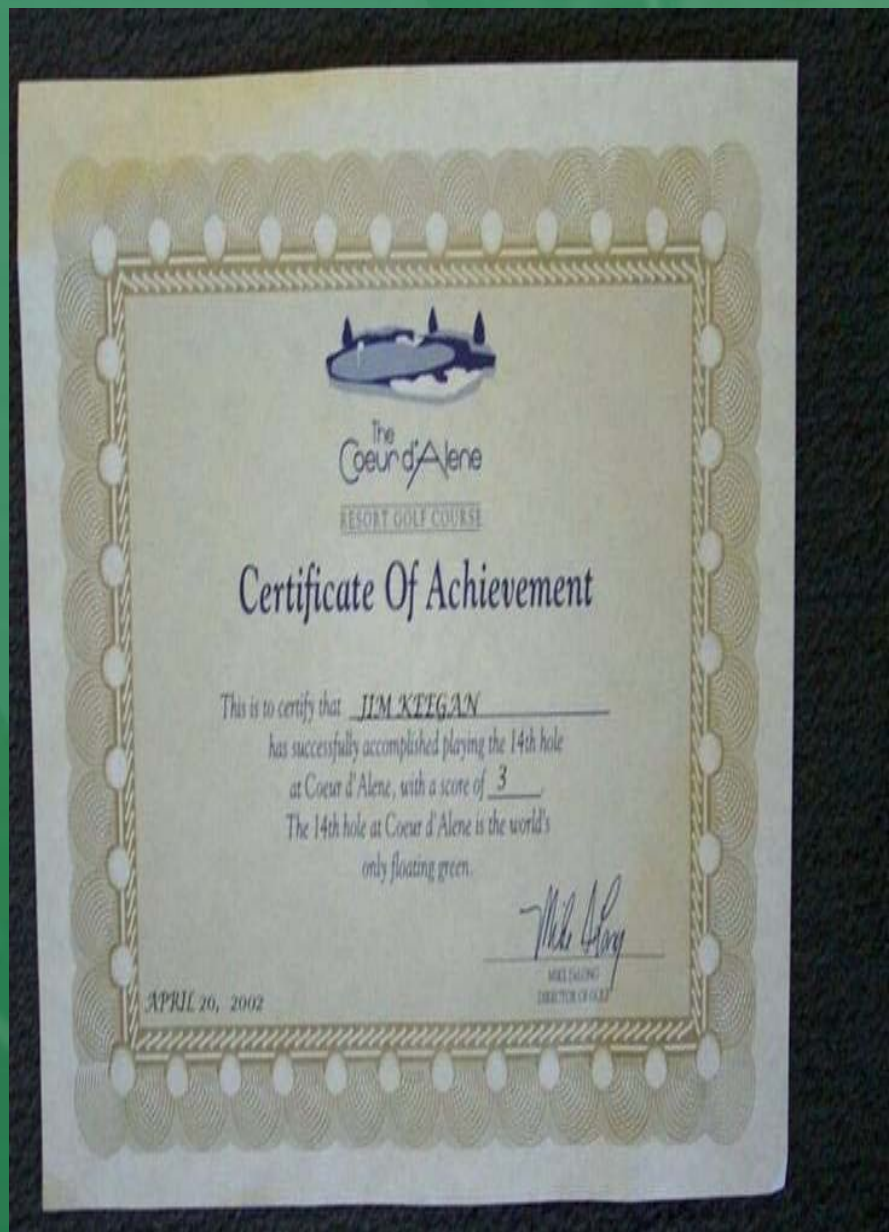 The
Coeur d'Alene
RESORT GOLF COURSE
Certificate Of Achievement
This is to certify that JIM KEEGAN
has successfully accomplished playing the 14th hole
at Coeur d'Alene, with a score of 3
The 14th hole at Coeur d'Alene is the world's
only floating green.
DIRECTOR OF GOLF
APRIL 20, 2002